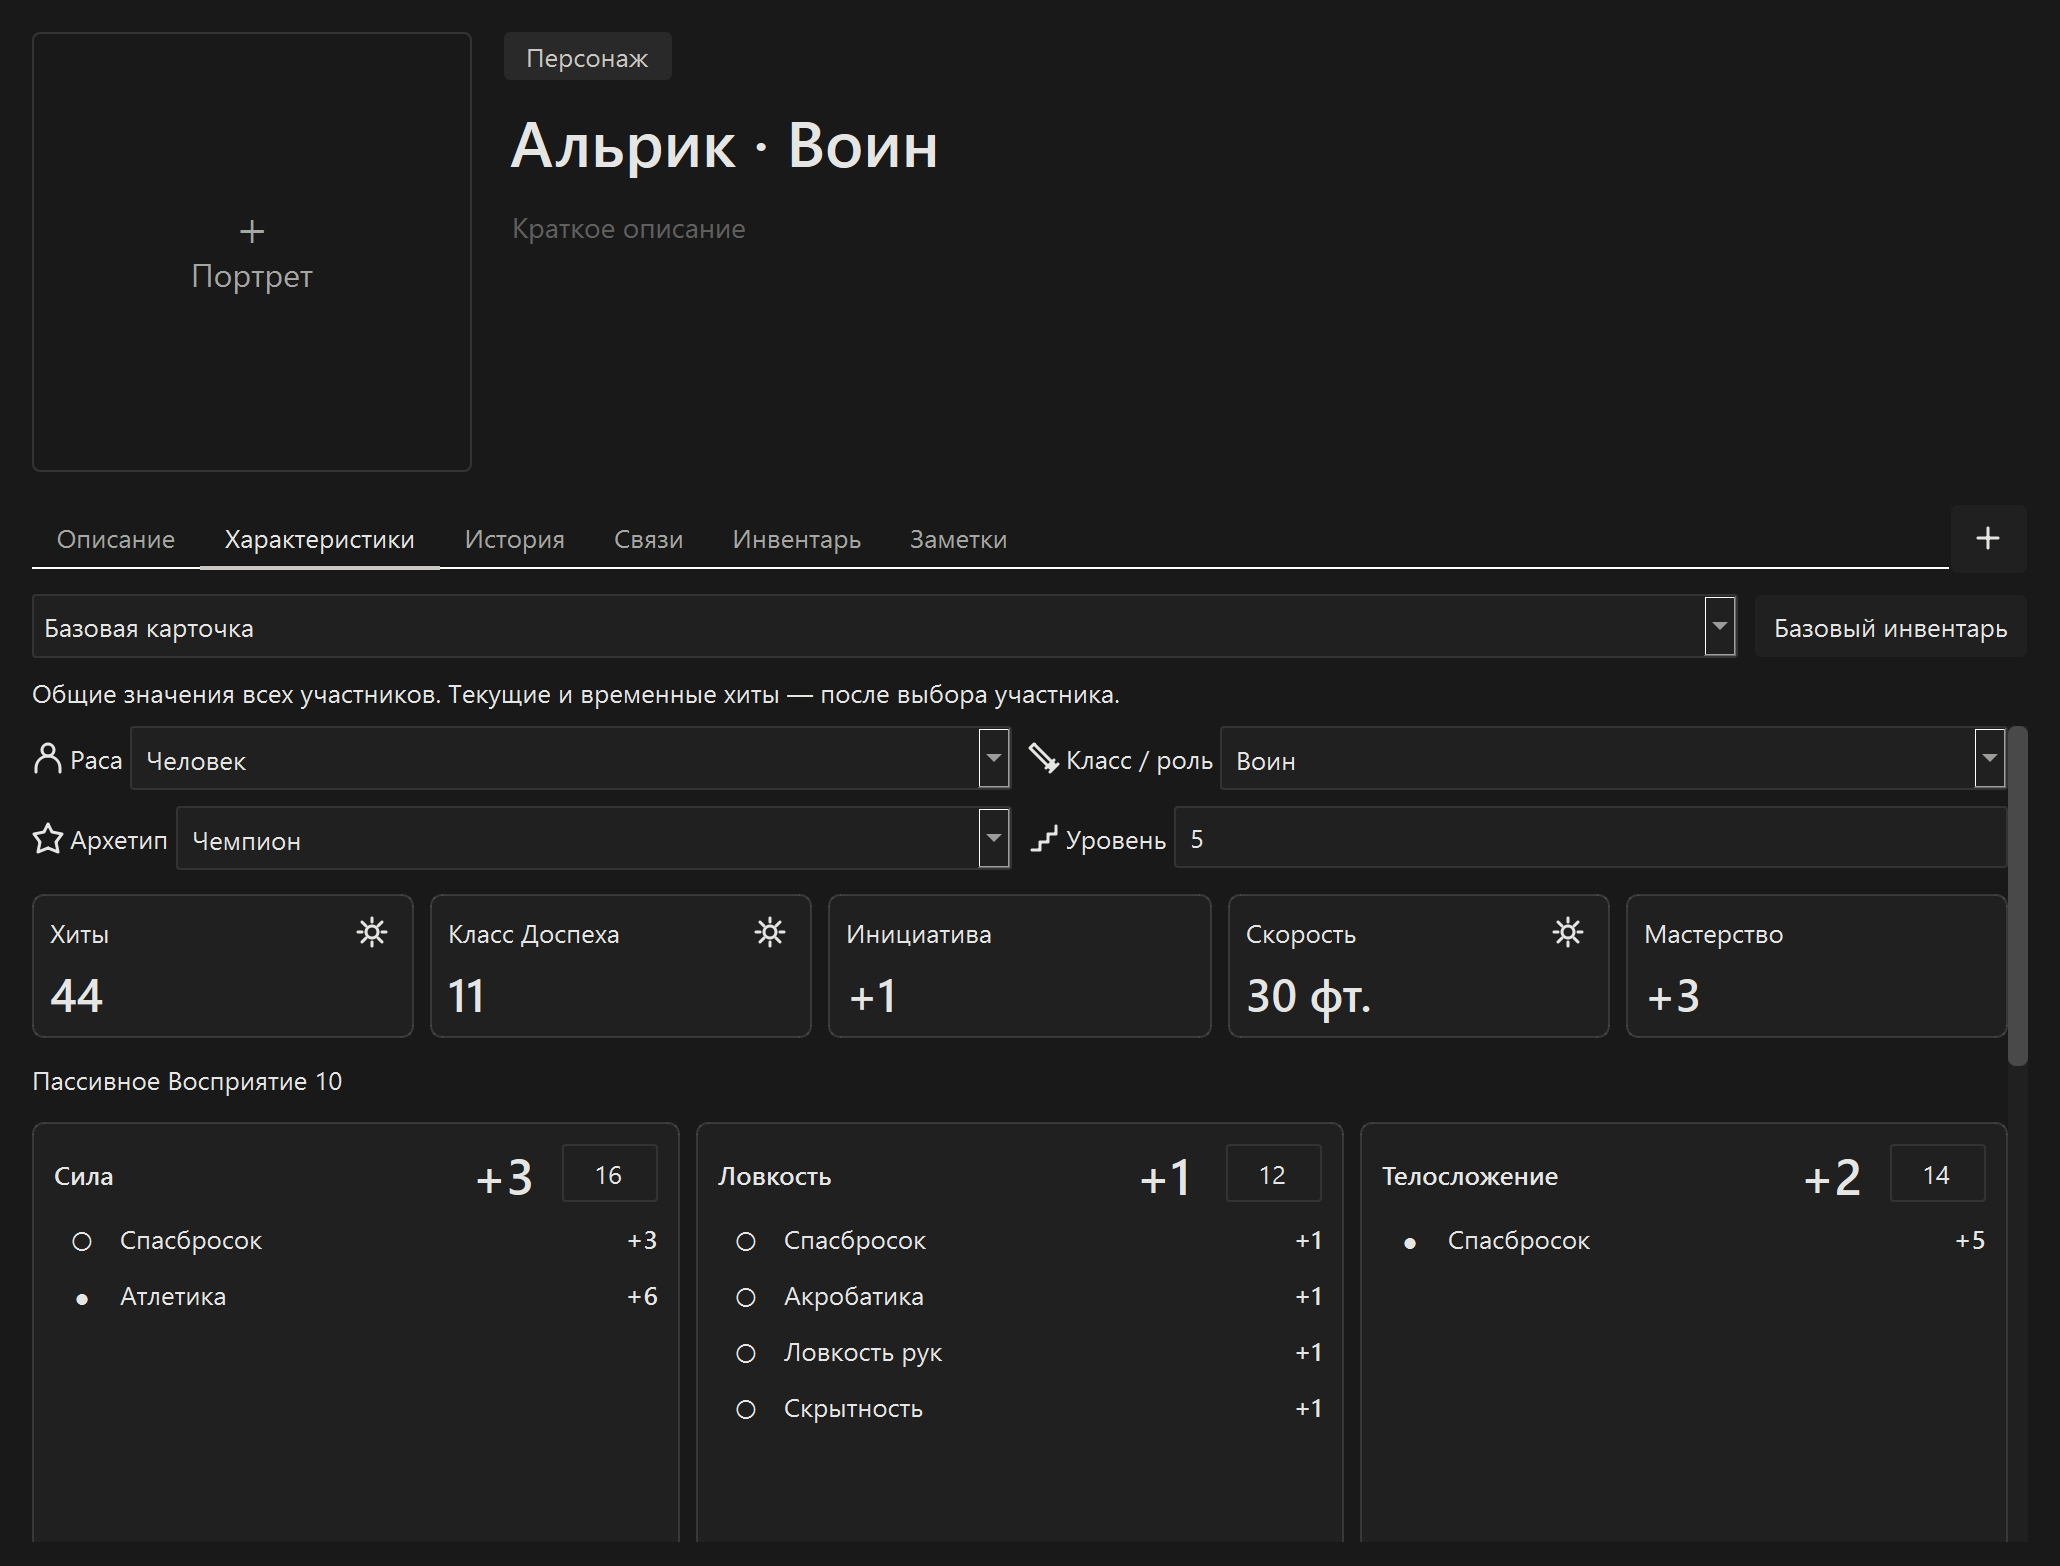 Персонаж
Альрик · Воин
Краткое описание
+
Портрет
Описание Характеристики История Связи Инвентарь Заметки +
Базовая карточка Базовый инвентарь
Общие значения всех участников. Текущие и временные хиты — после выбора участника.
Раса Человек Класс / роль Воин
Архетип Чемпион Уровень 5
Хиты Класс Доспеха Инициатива Скорость Мастерство
44 11 +1 30 фт. +3
Пассивное Восприятие 10
Сила +3 16
Спасбросок +3
Атлетика +6
Ловкость +1 12
Спасбросок +1
Акробатика +1
Ловкость рук +1
Скрытность +1
Телосложение +2 14
Спасбросок +5